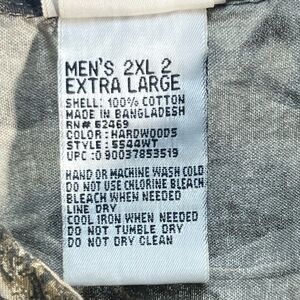 MEN'S 2XL 2
EXTRA LARGE
SHELL: 100% COTTON
MADE IN BANGLADESH
RN# 62469
COLOR: HARDWOODS
STYLE: 5544WT
UPC: 0 90037853519
HAND OR MACHINE WASH COLD
DO NOT USE CHLORINE BLEACH
BLEACH WHEN NEEDED
LINE DRY
COOL IRON WHEN NEEDED
DO NOT TUMBLE DRY
DO NOT DRY CLEAN